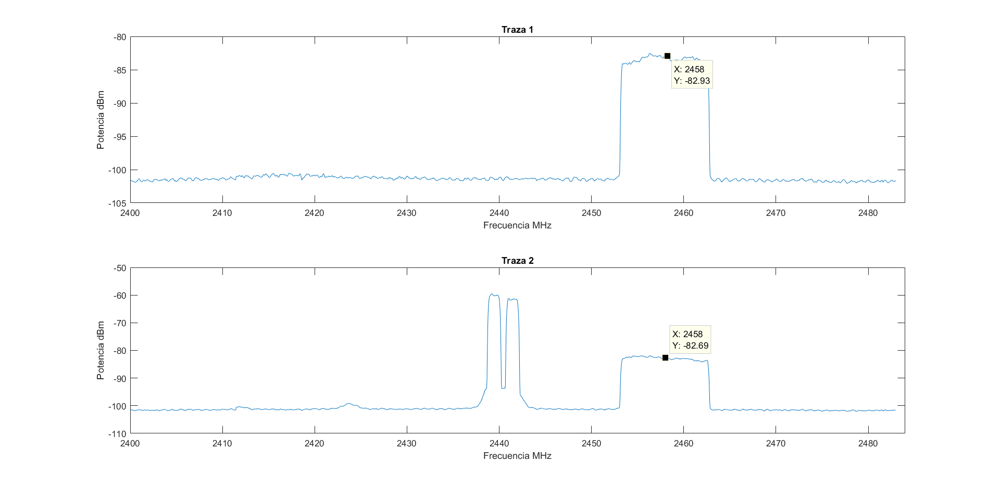 Traza 1
-80
-85
-90
-95
-100
-105
Potencia dBm
X: 2458
Y: -82.93
2400 2410 2420 2430 2440 2450 2460 2470 2480
Frecuencia MHz
Traza 2
-50
-60
-70
-80
-90
-100
-110
Potencia dBm
X: 2458
Y: -82.69
2400 2410 2420 2430 2440 2450 2460 2470 2480
Frecuencia MHz